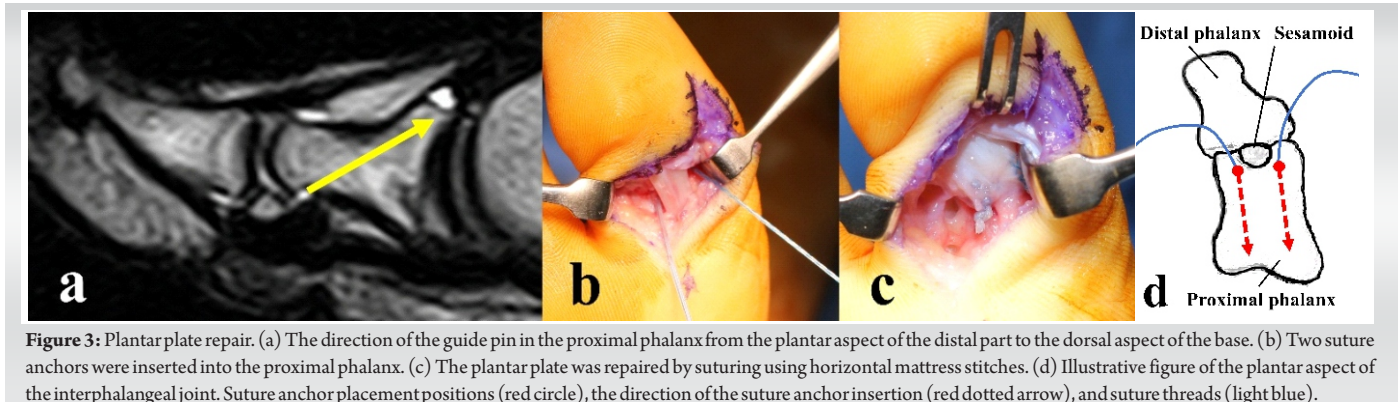 Distal phalanx Sesamoid
a b c d
Proximal phalanx
Figure 3: Plantar plate repair. (a) The direction of the guide pin in the proximal phalanx from the plantar aspect of the distal part to the dorsal aspect of the base. (b) Two suture
anchors were inserted into the proximal phalanx. (c) The plantar plate was repaired by suturing using horizontal mattress stitches. (d) Illustrative figure of the plantar aspect of
the interphalangeal joint. Suture anchor placement positions (red circle), the direction of the suture anchor insertion (red dotted arrow), and suture threads (light blue).